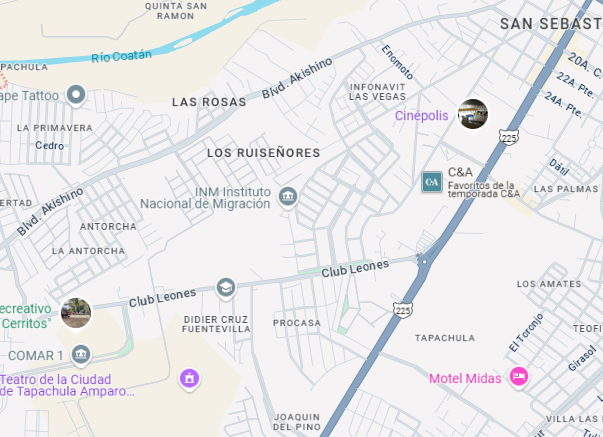 QUINTA SAN
RAMON
SAN SEBAST
Río Coatán
Enomoto
20A. C.
APACHULA
Blvd. Akishino
22A. Pte.
INFONAVIT
LAS VEGAS
ape Tattoo
LAS ROSAS
24A. Pte.
Cinépolis
LA PRIMAVERA
225
Cedro
LOS RUISEÑORES
Dátil
C&A
C&A
Favoritos de la
temporada C&A
LAS PALMAS
INM Instituto
Nacional de Migración
ERTAD
Blvd. Akishino
ANTORCHA
LA ANTORCHA
Club Leones
LOS AMATES
Club Leones
ecreativo
Cerritos"
225
DIDIER CRUZ
FUENTEVILLA
PROCASA
El Toronjo
TEOFI
TAPACHULA
COMAR 1
Girasol
Teatro de la Ciudad
de Tapachula Amparo...
Motel Midas
JOAQUIN
DEL PINO
VILLA LAS